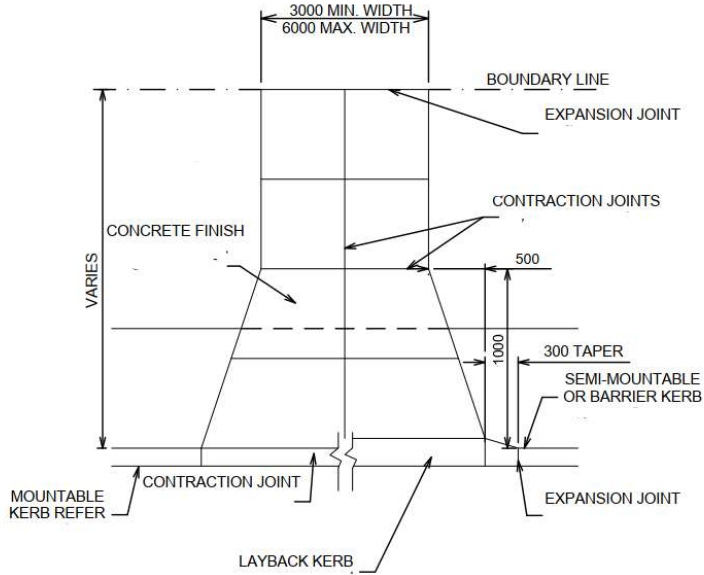 3000 MIN. WIDTH
6000 MAX. WIDTH
BOUNDARY LINE
EXPANSION JOINT
CONTRACTION JOINTS
CONCRETE FINISH
500
VARIES
1000
300 TAPER
SEMI-MOUNTABLE
OR BARRIER KERB
CONTRACTION JOINT
MOUNTABLE
KERB REFER
EXPANSION JOINT
LAYBACK KERB